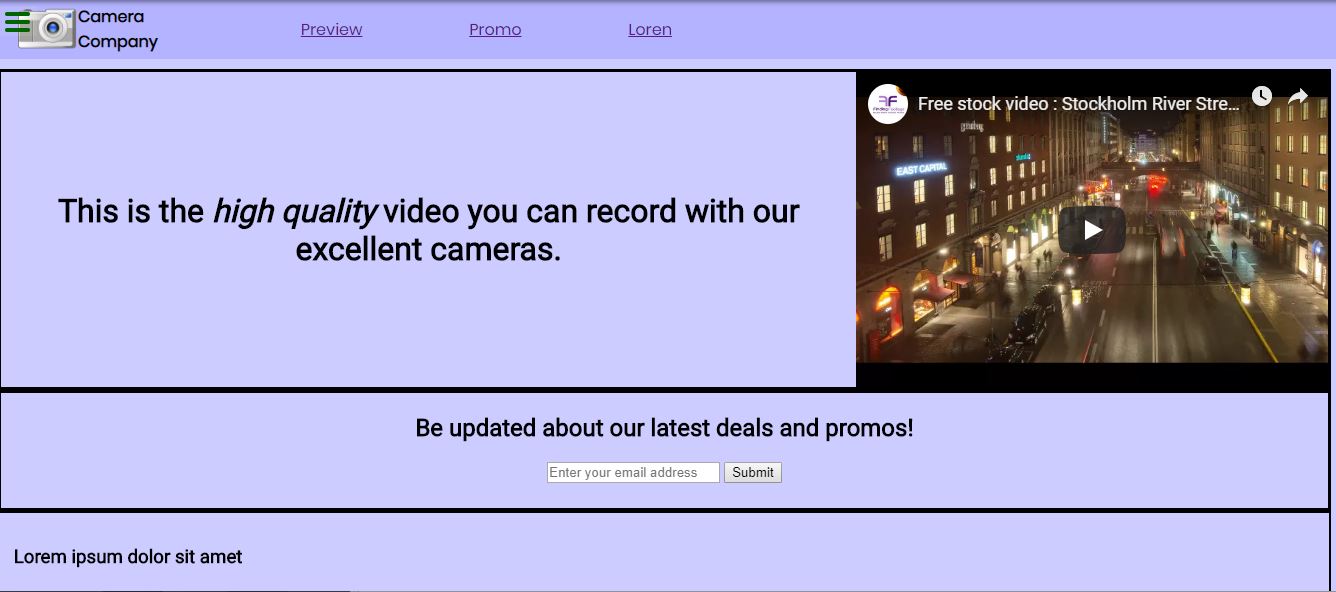 Camera
Company
Preview
Promo
Loren
This is the high quality video you can record with our
excellent cameras.
Free stock video : Stockholm River Stre...
EAST CAPITAL
Be updated about our latest deals and promos!
Enter your email address
Submit
Lorem ipsum dolor sit amet